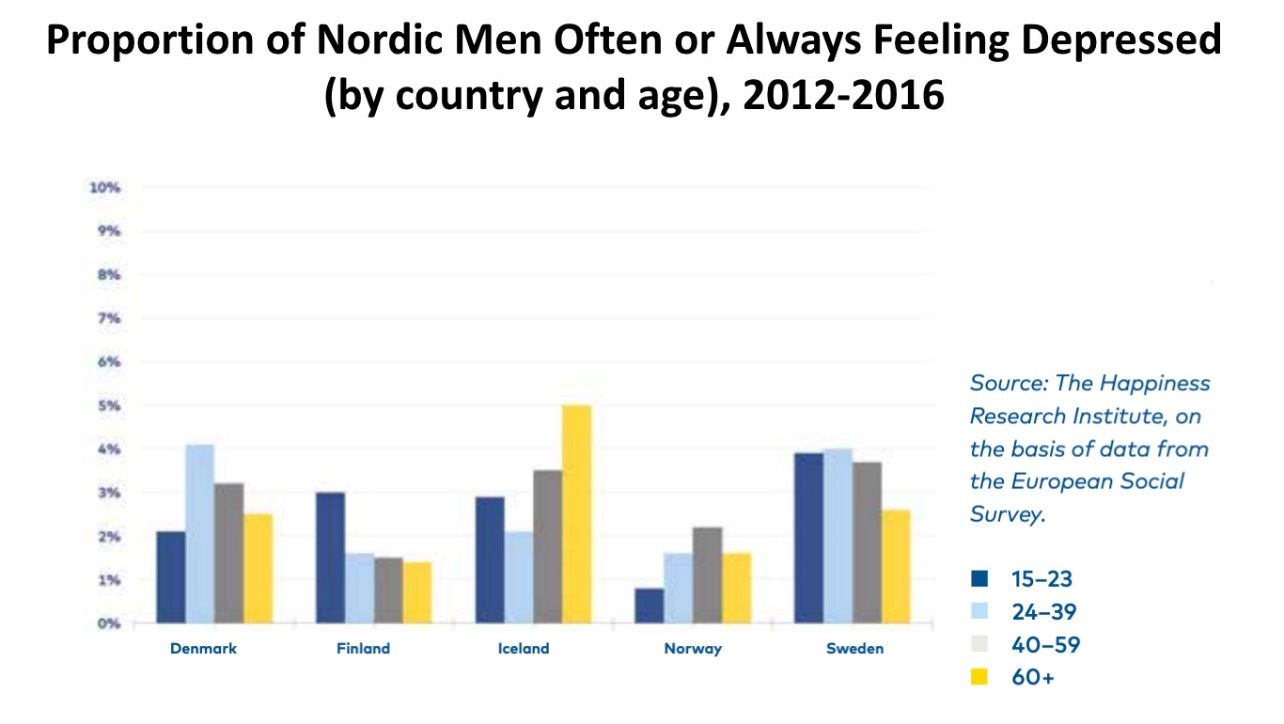 Proportion of Nordic Men Often or Always Feeling Depressed
(by country and age), 2012-2016
10%
9%
8%
7%
6%
5%
4%
3%
2%
1%
0%
Denmark Finland Iceland Norway Sweden
Source: The Happiness
Research Institute, on
the basis of data from
the European Social
Survey.
15–23
24–39
40–59
60+